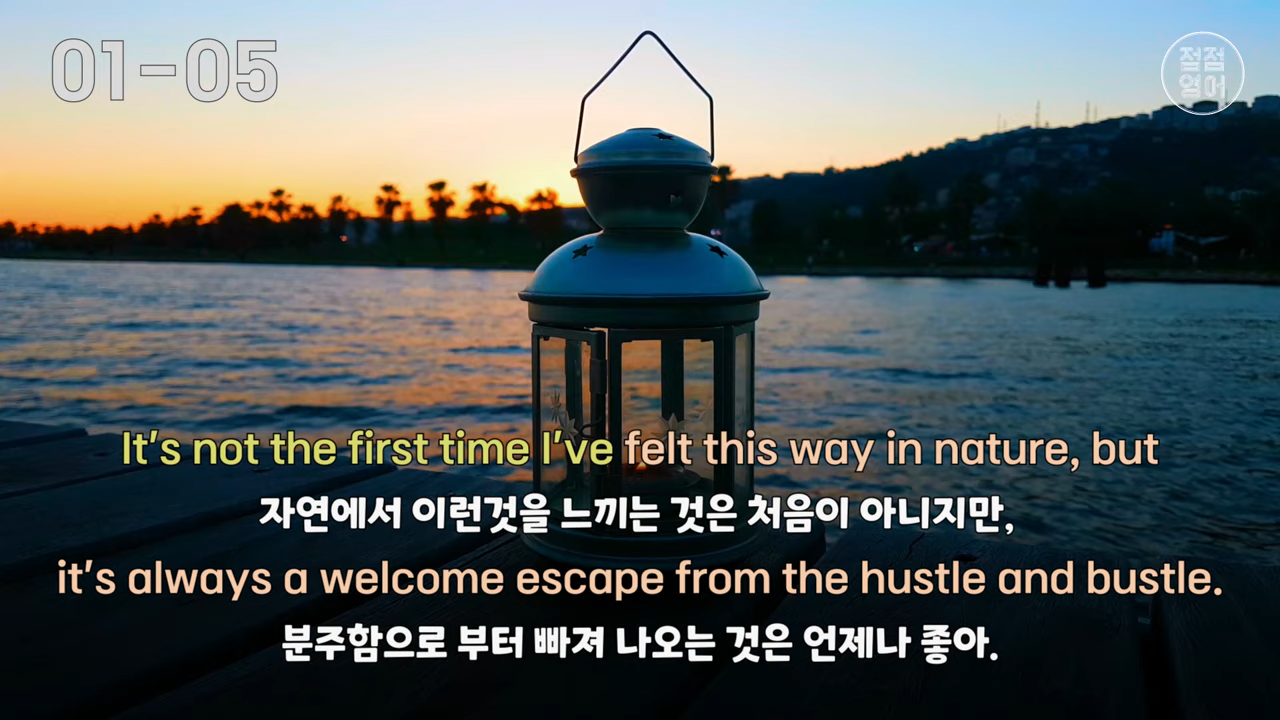 01-05
점점
영어
It's not the first time I've felt this way in nature, but
자연에서 이런것을 느끼는 것은 처음이 아니지만,
it's always a welcome escape from the hustle and bustle.
분주함으로 부터 빠져 나오는 것은 언제나 좋아.